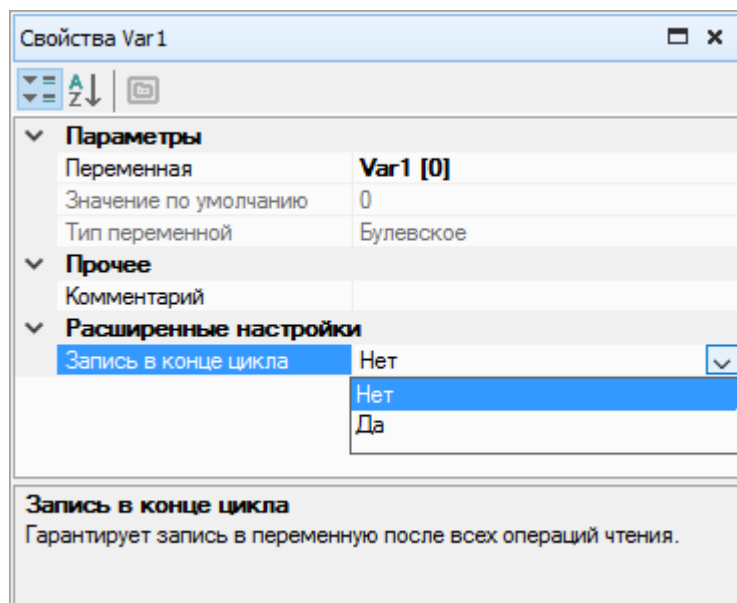 Свойства Var1
A
Z
Параметры
Переменная Var1 [0]
Значение по умолчанию 0
Тип переменной Булевское
Прочее
Комментарий
Расширенные настройки
Запись в конце цикла Нет
Нет
Да
Запись в конце цикла
Гарантирует запись в переменную после всех операций чтения.